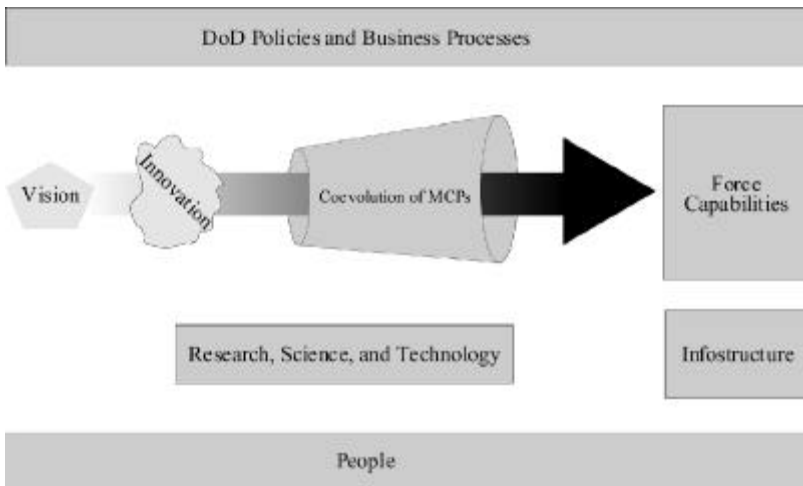 DoD Policies and Business Processes
Vision
Innovation
Coevolution of MCPs
Force
Capabilities
Research, Science, and Technology
Infostructure
People